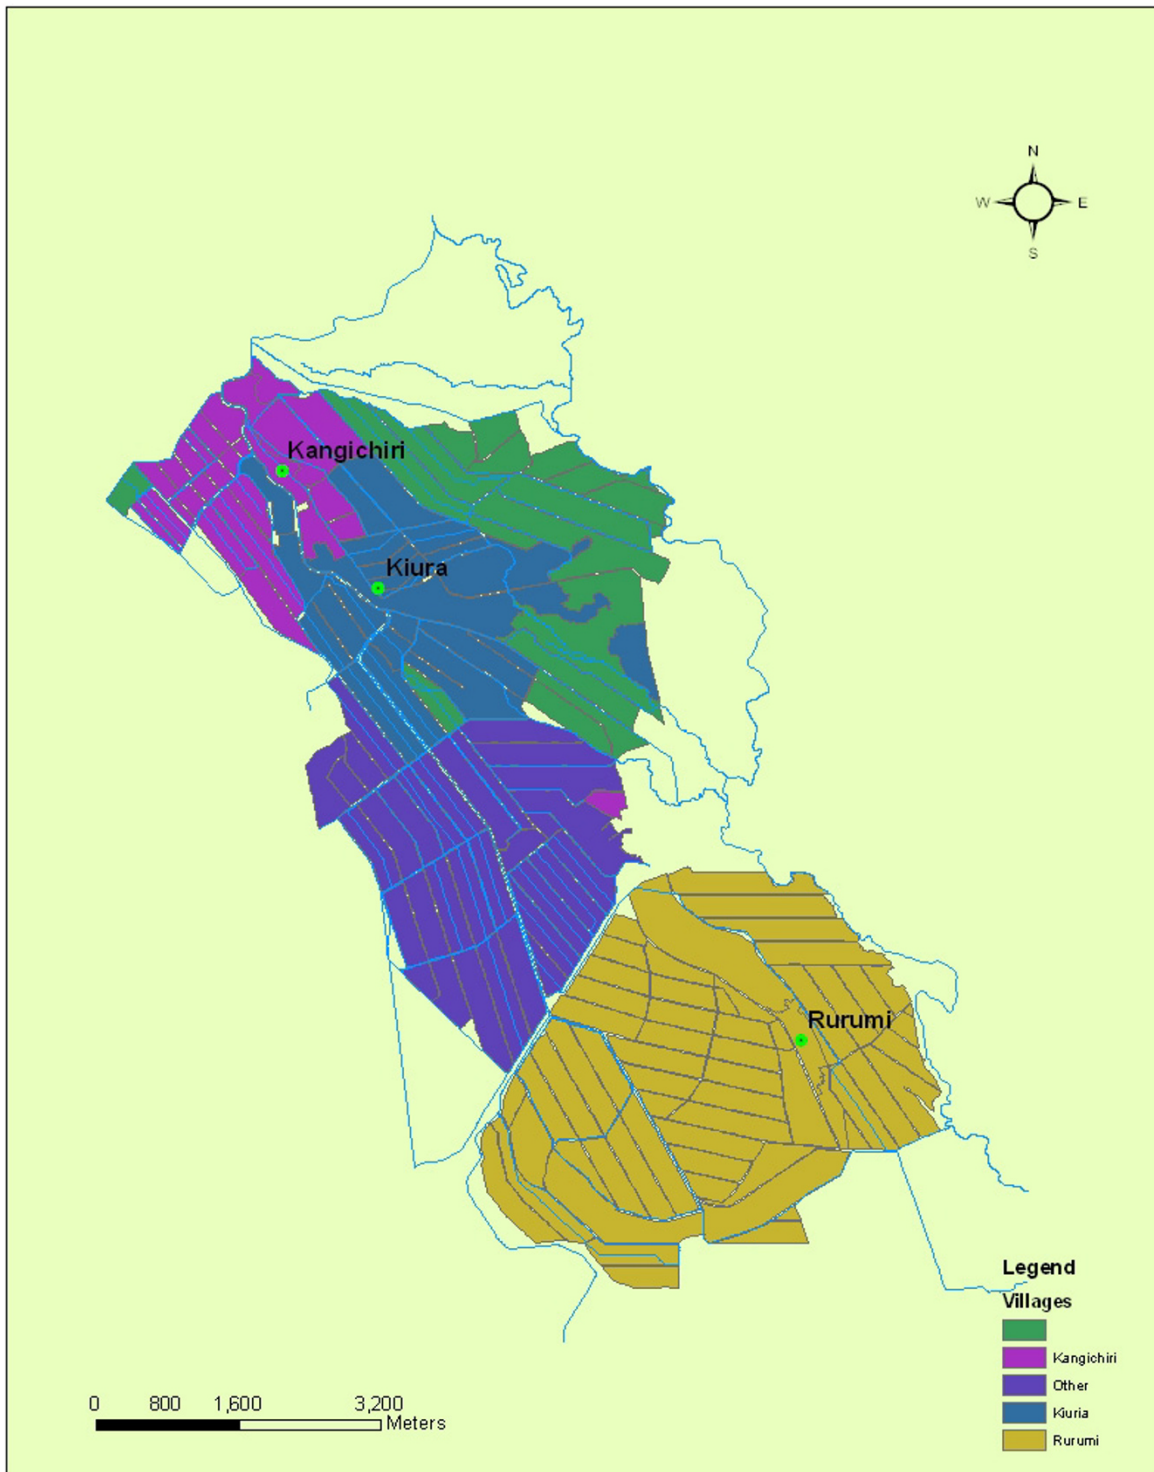 N
W E
S
Kangichiri
Kiura
Rurumi
Legend
Villages
Kangichiri
Other
Kiuria
Rurumi
0 800 1,600 3,200
Meters